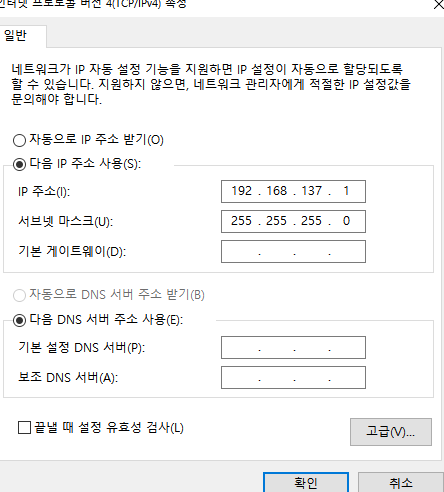 인터넷 프로토콜 버전 4(TCP/IPv4) 속성
일반
네트워크가 IP 자동 설정 기능을 지원하면 IP 설정이 자동으로 할당되도록
할 수 있습니다. 지원하지 않으면, 네트워크 관리자에게 적절한 IP 설정값을
문의해야 합니다.
자동으로 IP 주소 받기(O)
다음 IP 주소 사용(S):
IP 주소(I): 192 . 168 . 137 . 1
서브넷 마스크(U): 255 . 255 . 255 . 0
기본 게이트웨이(D): . . .
자동으로 DNS 서버 주소 받기(B)
다음 DNS 서버 주소 사용(E):
기본 설정 DNS 서버(P): . . .
보조 DNS 서버(A): . . .
끝낼 때 설정 유효성 검사(L)
고급(V)...
확인 취소